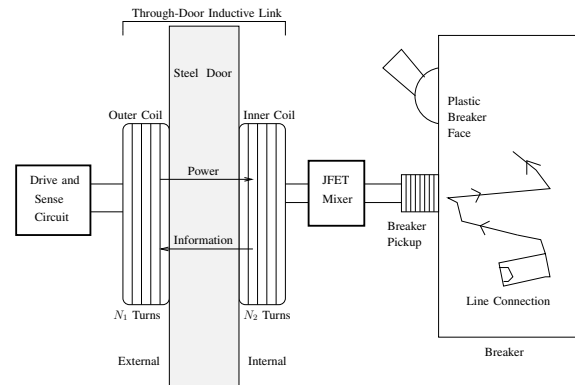 Through-Door Inductive Link
Steel Door
Outer Coil
Inner Coil
Plastic
Breaker
Face
Drive and
Sense
Circuit
Power
JFET
Mixer
Information
Breaker
Pickup
Line Connection
N₁ Turns
N₂ Turns
External
Internal
Breaker